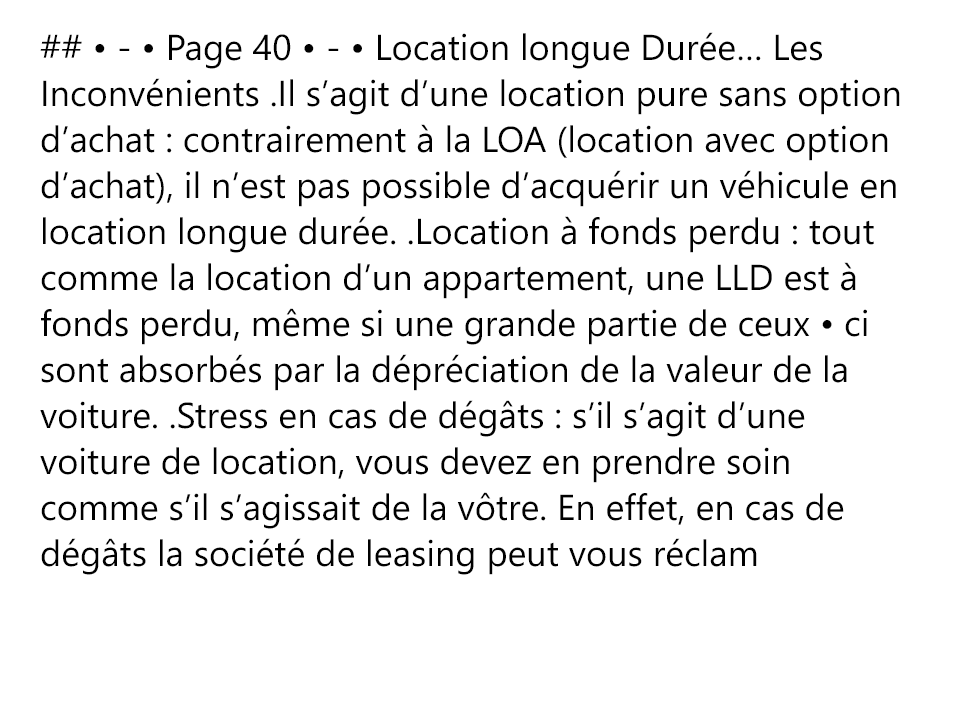 ## • - • Page 40 • - • Location longue Durée… Les
Inconvénients .Il s’agit d’une location pure sans option
d’achat : contrairement à la LOA (location avec option
d’achat), il n’est pas possible d’acquérir un véhicule en
location longue durée. .Location à fonds perdu : tout
comme la location d’un appartement, une LLD est à
fonds perdu, même si une grande partie de ceux • ci
sont absorbés par la dépréciation de la valeur de la
voiture. .Stress en cas de dégâts : s’il s’agit d’une
voiture de location, vous devez en prendre soin
comme s’il s’agissait de la vôtre. En effet, en cas de
dégâts la société de leasing peut vous réclam